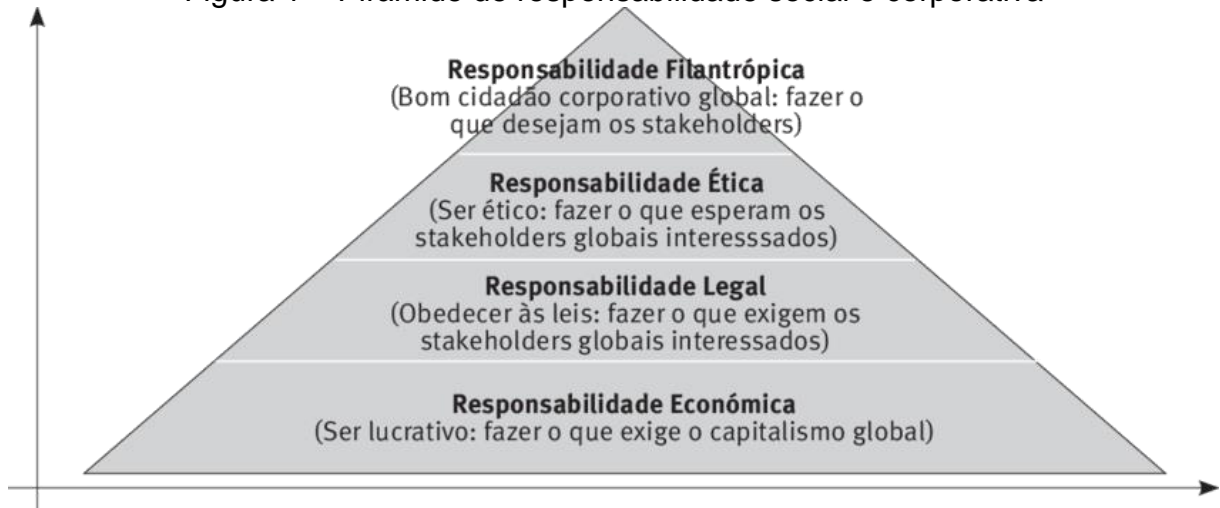 Responsabilidade Filantrópica
(Bom cidadão corporativo global: fazer o
que desejam os stakeholders)
Responsabilidade Ética
(Ser ético: fazer o que esperam os
stakeholders globais interesssados)
Responsabilidade Legal
(Obedecer às leis: fazer o que exigem os
stakeholders globais interessados)
Responsabilidade Económica
(Ser lucrativo: fazer o que exige o capitalismo global)